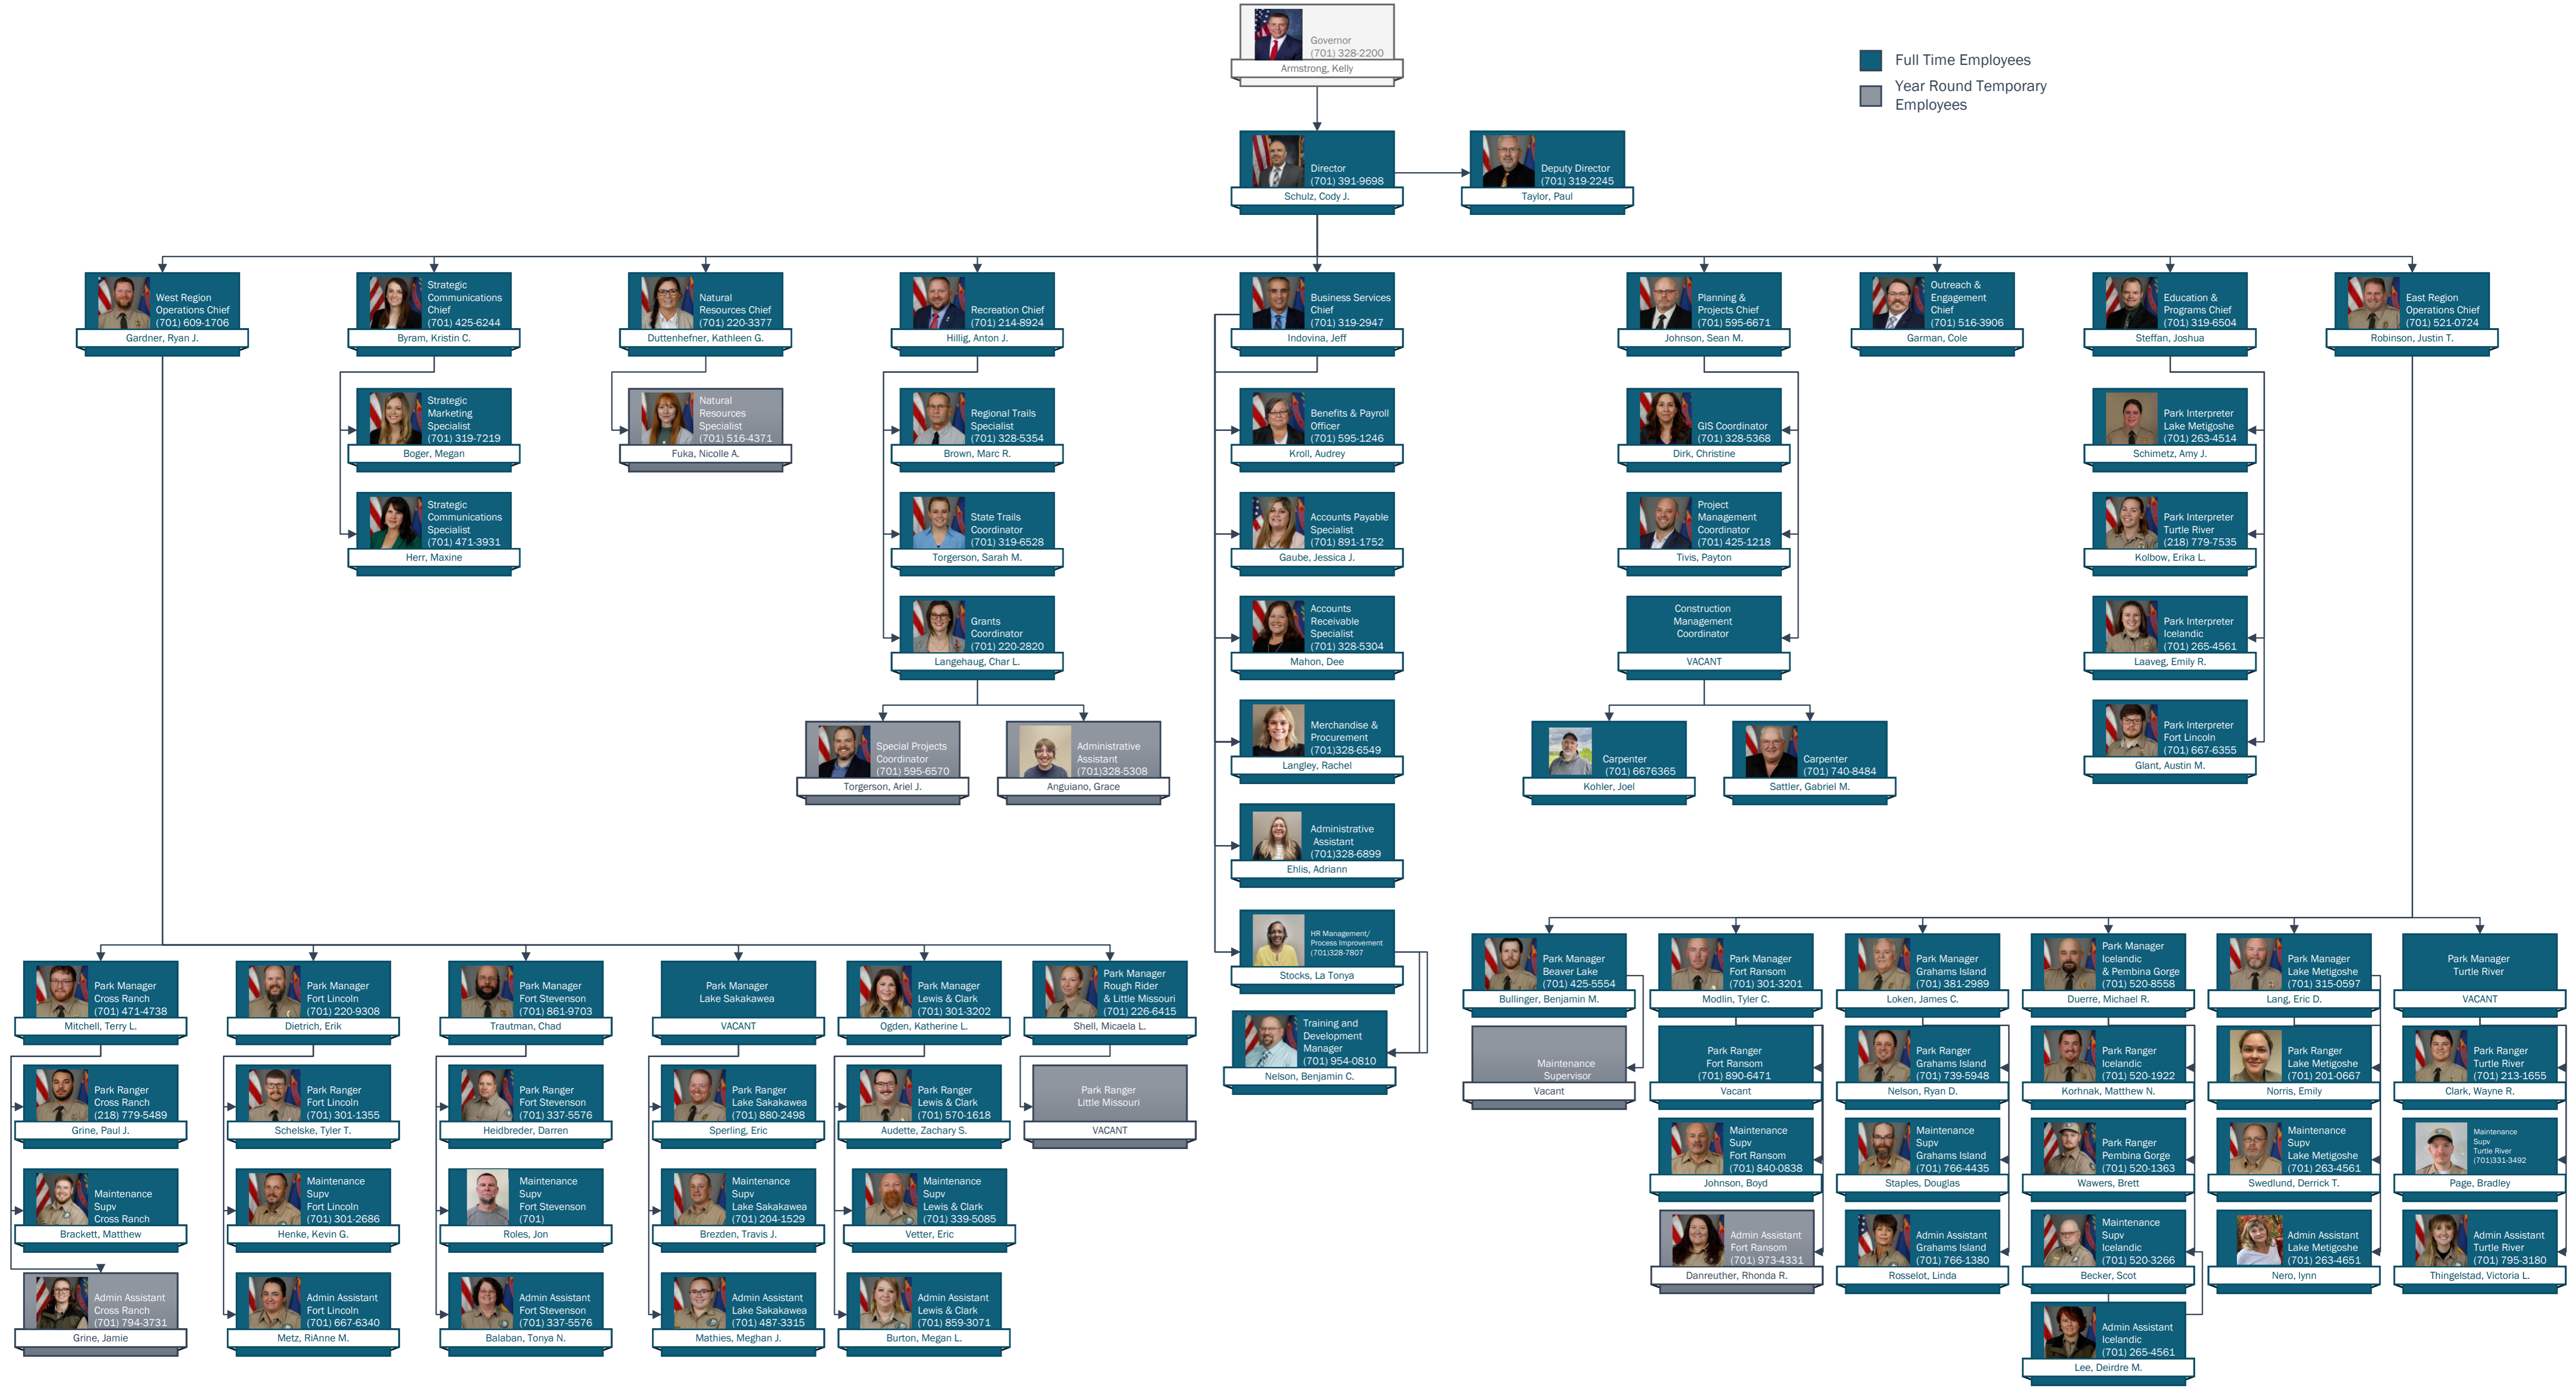 Governor
(701) 328-2200
Armstrong, Kelly
Full Time Employees
Year Round Temporary
Employees
Director
(701) 391-9698
Schulz, Cody J.
Deputy Director
(701) 319-2245
Taylor, Paul
West Region
Operations Chief
(701) 609-1706
Gardner, Ryan J.
Strategic
Communications
Chief
(701) 425-6244
Byram, Kristin C.
Natural
Resources Chief
(701) 220-3377
Duttenhefner, Kathleen G.
Recreation Chief
(701) 214-8924
Hillig, Anton J.
Business Services
Chief
(701) 319-2947
Indovina, Jeff
Planning &
Projects Chief
(701) 595-6671
Johnson, Sean M.
Outreach &
Engagement
Chief
(701) 516-3906
Garman, Cole
Education &
Programs Chief
(701) 319-6504
Steffan, Joshua
East Region
Operations Chief
(701) 521-0724
Robinson, Justin T.
Strategic
Marketing
Specialist
(701) 319-7219
Boger, Megan
Strategic
Communications
Specialist
(701) 471-3931
Herr, Maxine
Natural
Resources
Specialist
(701) 516-4371
Fuka, Nicolle A.
Regional Trails
Specialist
(701) 328-5354
Brown, Marc R.
State Trails
Coordinator
(701) 319-6528
Torgerson, Sarah M.
Grants
Coordinator
(701) 220-2820
Langehaug, Char L.
Special Projects
Coordinator
(701) 595-6570
Torgerson, Ariel J.
Administrative
Assistant
(701)328-5308
Anguiano, Grace
Benefits & Payroll
Officer
(701) 595-1246
Kroll, Audrey
Accounts Payable
Specialist
(701) 891-1752
Gaube, Jessica J.
Accounts
Receivable
Specialist
(701) 328-5304
Mahon, Dee
Merchandise &
Procurement
(701)328-6549
Langley, Rachel
Administrative
Assistant
(701)328-6899
Ehlis, Adriann
HR Management/
Process Improvement
(701)328-7807
Stocks, La Tonya
Training and
Development
Manager
(701) 954-0810
Nelson, Benjamin C.
GIS Coordinator
(701) 328-5368
Dirk, Christine
Project
Management
Coordinator
(701) 425-1218
Tivis, Payton
Construction
Management
Coordinator
VACANT
Carpenter
(701) 6676365
Kohler, Joel
Carpenter
(701) 740-8484
Sattler, Gabriel M.
Park Interpreter
Lake Metigoshe
(701) 263-4514
Schimetz, Amy J.
Park Interpreter
Turtle River
(218) 779-7535
Kolbow, Erika L.
Park Interpreter
Icelandic
(701) 265-4561
Laaveg, Emily R.
Park Interpreter
Fort Lincoln
(701) 667-6355
Glant, Austin M.
Park Manager
Cross Ranch
(701) 471-4738
Mitchell, Terry L.
Park Ranger
Cross Ranch
(218) 779-5489
Grine, Paul J.
Maintenance
Supv
Cross Ranch
Brackett, Matthew
Admin Assistant
Cross Ranch
(701) 794-3731
Grine, Jamie
Park Manager
Fort Lincoln
(701) 220-9308
Dietrich, Erik
Park Ranger
Fort Lincoln
(701) 301-1355
Schelske, Tyler T.
Maintenance
Supv
Fort Lincoln
(701) 301-2686
Henke, Kevin G.
Admin Assistant
Fort Lincoln
(701) 667-6340
Metz, RiAnne M.
Park Manager
Fort Stevenson
(701) 861-9703
Trautman, Chad
Park Ranger
Fort Stevenson
(701) 337-5576
Heidbreder, Darren
Maintenance
Supv
Fort Stevenson
(701)
Roles, Jon
Admin Assistant
Fort Stevenson
(701) 337-5576
Balaban, Tonya N.
Park Manager
Lake Sakakawea
VACANT
Park Ranger
Lake Sakakawea
(701) 880-2498
Sperling, Eric
Maintenance
Supv
Lake Sakakawea
(701) 204-1529
Brezden, Travis J.
Admin Assistant
Lake Sakakawea
(701) 487-3315
Mathies, Meghan J.
Park Manager
Lewis & Clark
(701) 301-3202
Ogden, Katherine L.
Park Ranger
Lewis & Clark
(701) 570-1618
Audette, Zachary S.
Maintenance
Supv
Lewis & Clark
(701) 339-5085
Vetter, Eric
Admin Assistant
Lewis & Clark
(701) 859-3071
Burton, Megan L.
Park Manager
Rough Rider
& Little Missouri
(701) 226-6415
Shell, Micaela L.
Park Ranger
Little Missouri
VACANT
Park Manager
Beaver Lake
(701) 425-5554
Bullinger, Benjamin M.
Maintenance
Supervisor
Vacant
Park Manager
Fort Ransom
(701) 301-3201
Modlin, Tyler C.
Park Ranger
Fort Ransom
(701) 890-6471
Vacant
Maintenance
Supv
Fort Ransom
(701) 840-0838
Johnson, Boyd
Admin Assistant
Fort Ransom
(701) 973-4331
Danreuther, Rhonda R.
Park Manager
Grahams Island
(701) 381-2989
Loken, James C.
Park Ranger
Grahams Island
(701) 739-5948
Nelson, Ryan D.
Maintenance
Supv
Grahams Island
(701) 766-4435
Staples, Douglas
Admin Assistant
Grahams Island
(701) 766-1380
Rosselot, Linda
Park Manager
Icelandic
& Pembina Gorge
(701) 520-8558
Duerre, Michael R.
Park Ranger
Icelandic
(701) 520-1922
Korhnak, Matthew N.
Park Ranger
Pembina Gorge
(701) 520-1363
Wawers, Brett
Maintenance
Supv
Icelandic
(701) 520-3266
Becker, Scot
Admin Assistant
Icelandic
(701) 265-4561
Lee, Deirdre M.
Park Manager
Lake Metigoshe
(701) 315-0597
Lang, Eric D.
Park Ranger
Lake Metigoshe
(701) 201-0667
Norris, Emily
Maintenance
Supv
Lake Metigoshe
(701) 263-4561
Swedlund, Derrick T.
Admin Assistant
Lake Metigoshe
(701) 263-4651
Nero, lynn
Park Manager
Turtle River
VACANT
Park Ranger
Turtle River
(701) 213-1655
Clark, Wayne R.
Maintenance
Supv
Turtle River
(701)331-3492
Page, Bradley
Admin Assistant
Turtle River
(701) 795-3180
Thingelstad, Victoria L.